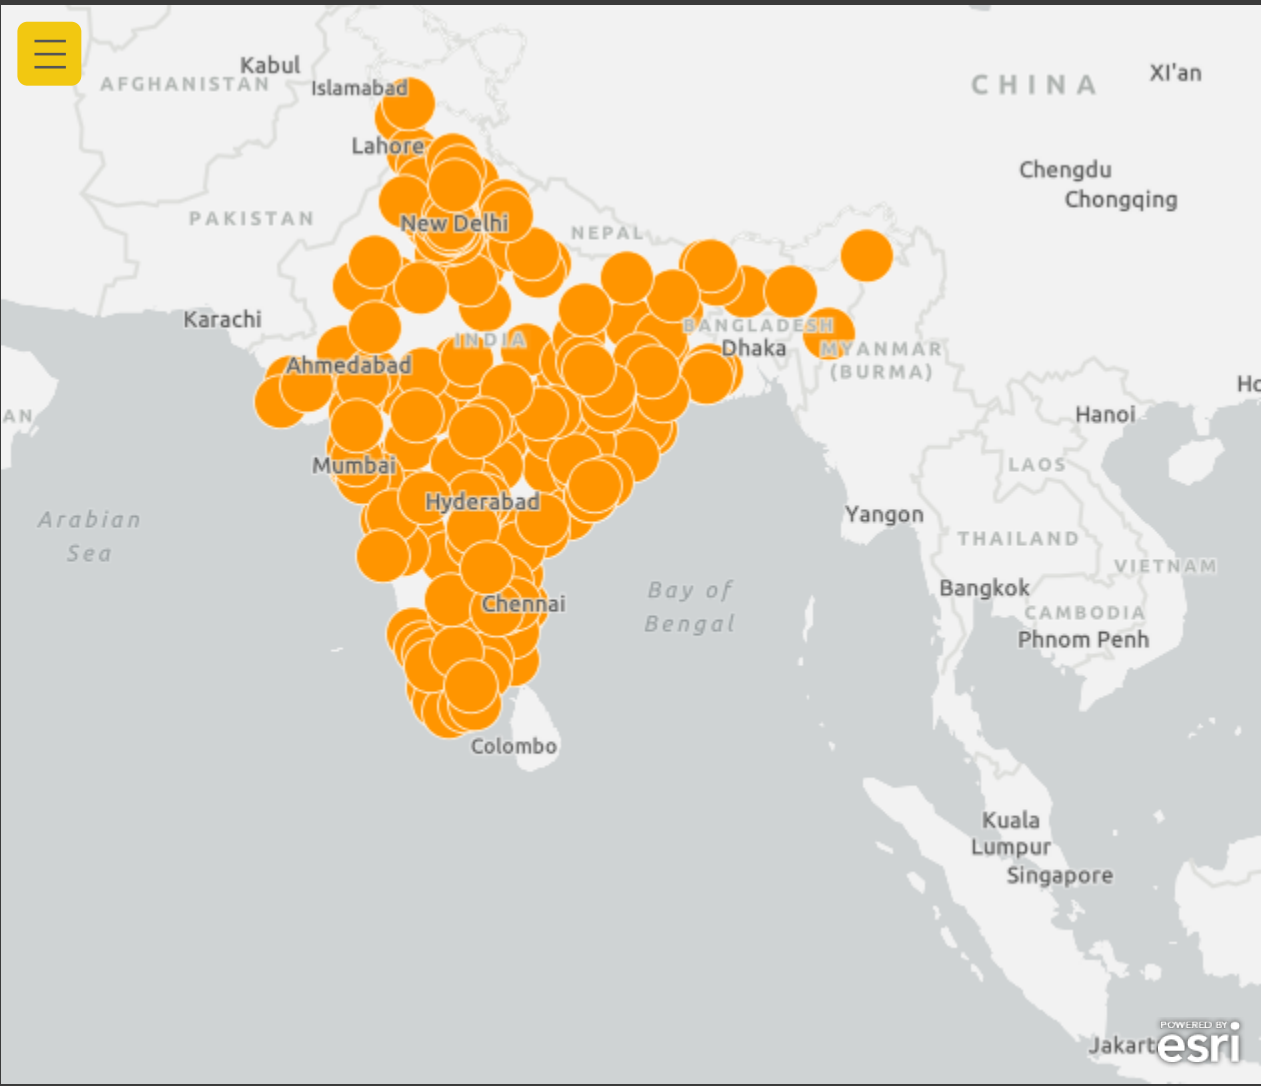 Kabul
AFGHANISTAN
Islamabad
CHINA
XI'an
Lahore
Chengdu
Chongqing
PAKISTAN
New Delhi
NEPAL
Karachi
INDIA
BANGLADESH
Dhaka
MYANMAR
(BURMA)
Ahmedabad
AN
Ho
Hanoi
Mumbai
LAOS
Hyderabad
Arabian
Sea
Yangon
THAILAND
VIETNAM
Bangkok
Bay of
Bengal
Chennai
CAMBODIA
Phnom Penh
Colombo
Kuala
Lumpur
Singapore
Jakart
POWERED BY
esri